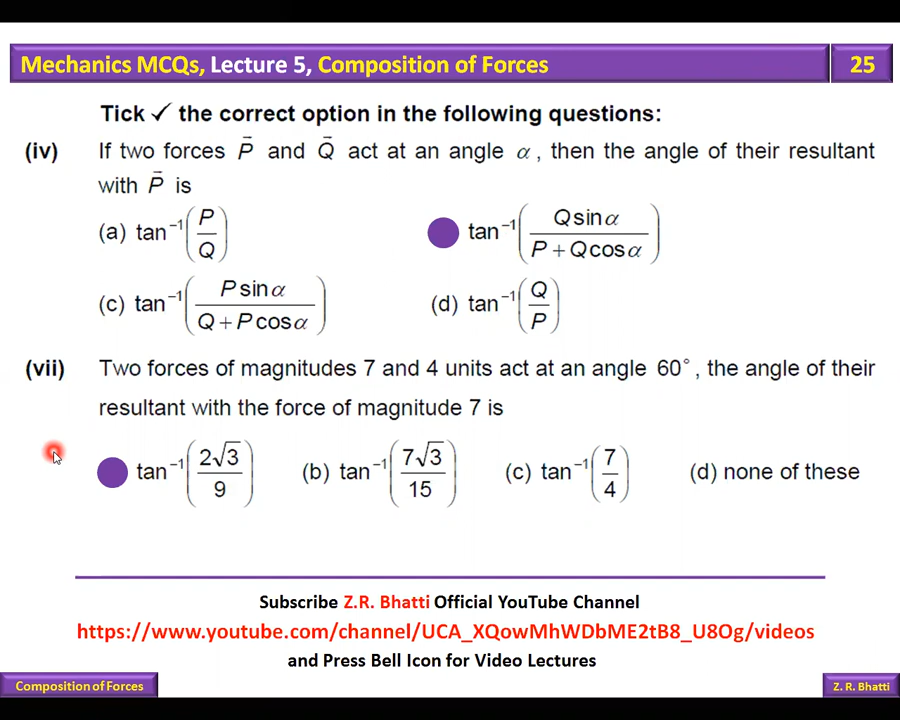 Mechanics MCQs, Lecture 5, Composition of Forces 25
Tick ✓ the correct option in the following questions:
(iv) If two forces P⃗ and Q⃗ act at an angle α, then the angle of their resultant
with P⃗ is
(a) tan⁻¹(P/Q) tan⁻¹(Q sin α / P + Q cos α)
(c) tan⁻¹(P sin α / Q + P cos α) (d) tan⁻¹(Q/P)
(vii) Two forces of magnitudes 7 and 4 units act at an angle 60°, the angle of their
resultant with the force of magnitude 7 is
tan⁻¹(2√3/9) (b) tan⁻¹(7√3/15) (c) tan⁻¹(7/4) (d) none of these
Subscribe Z.R. Bhatti Official YouTube Channel
https://www.youtube.com/channel/UCA_XQowMhWDbME2tB8_U8Og/videos
and Press Bell Icon for Video Lectures
Composition of Forces Z. R. Bhatti